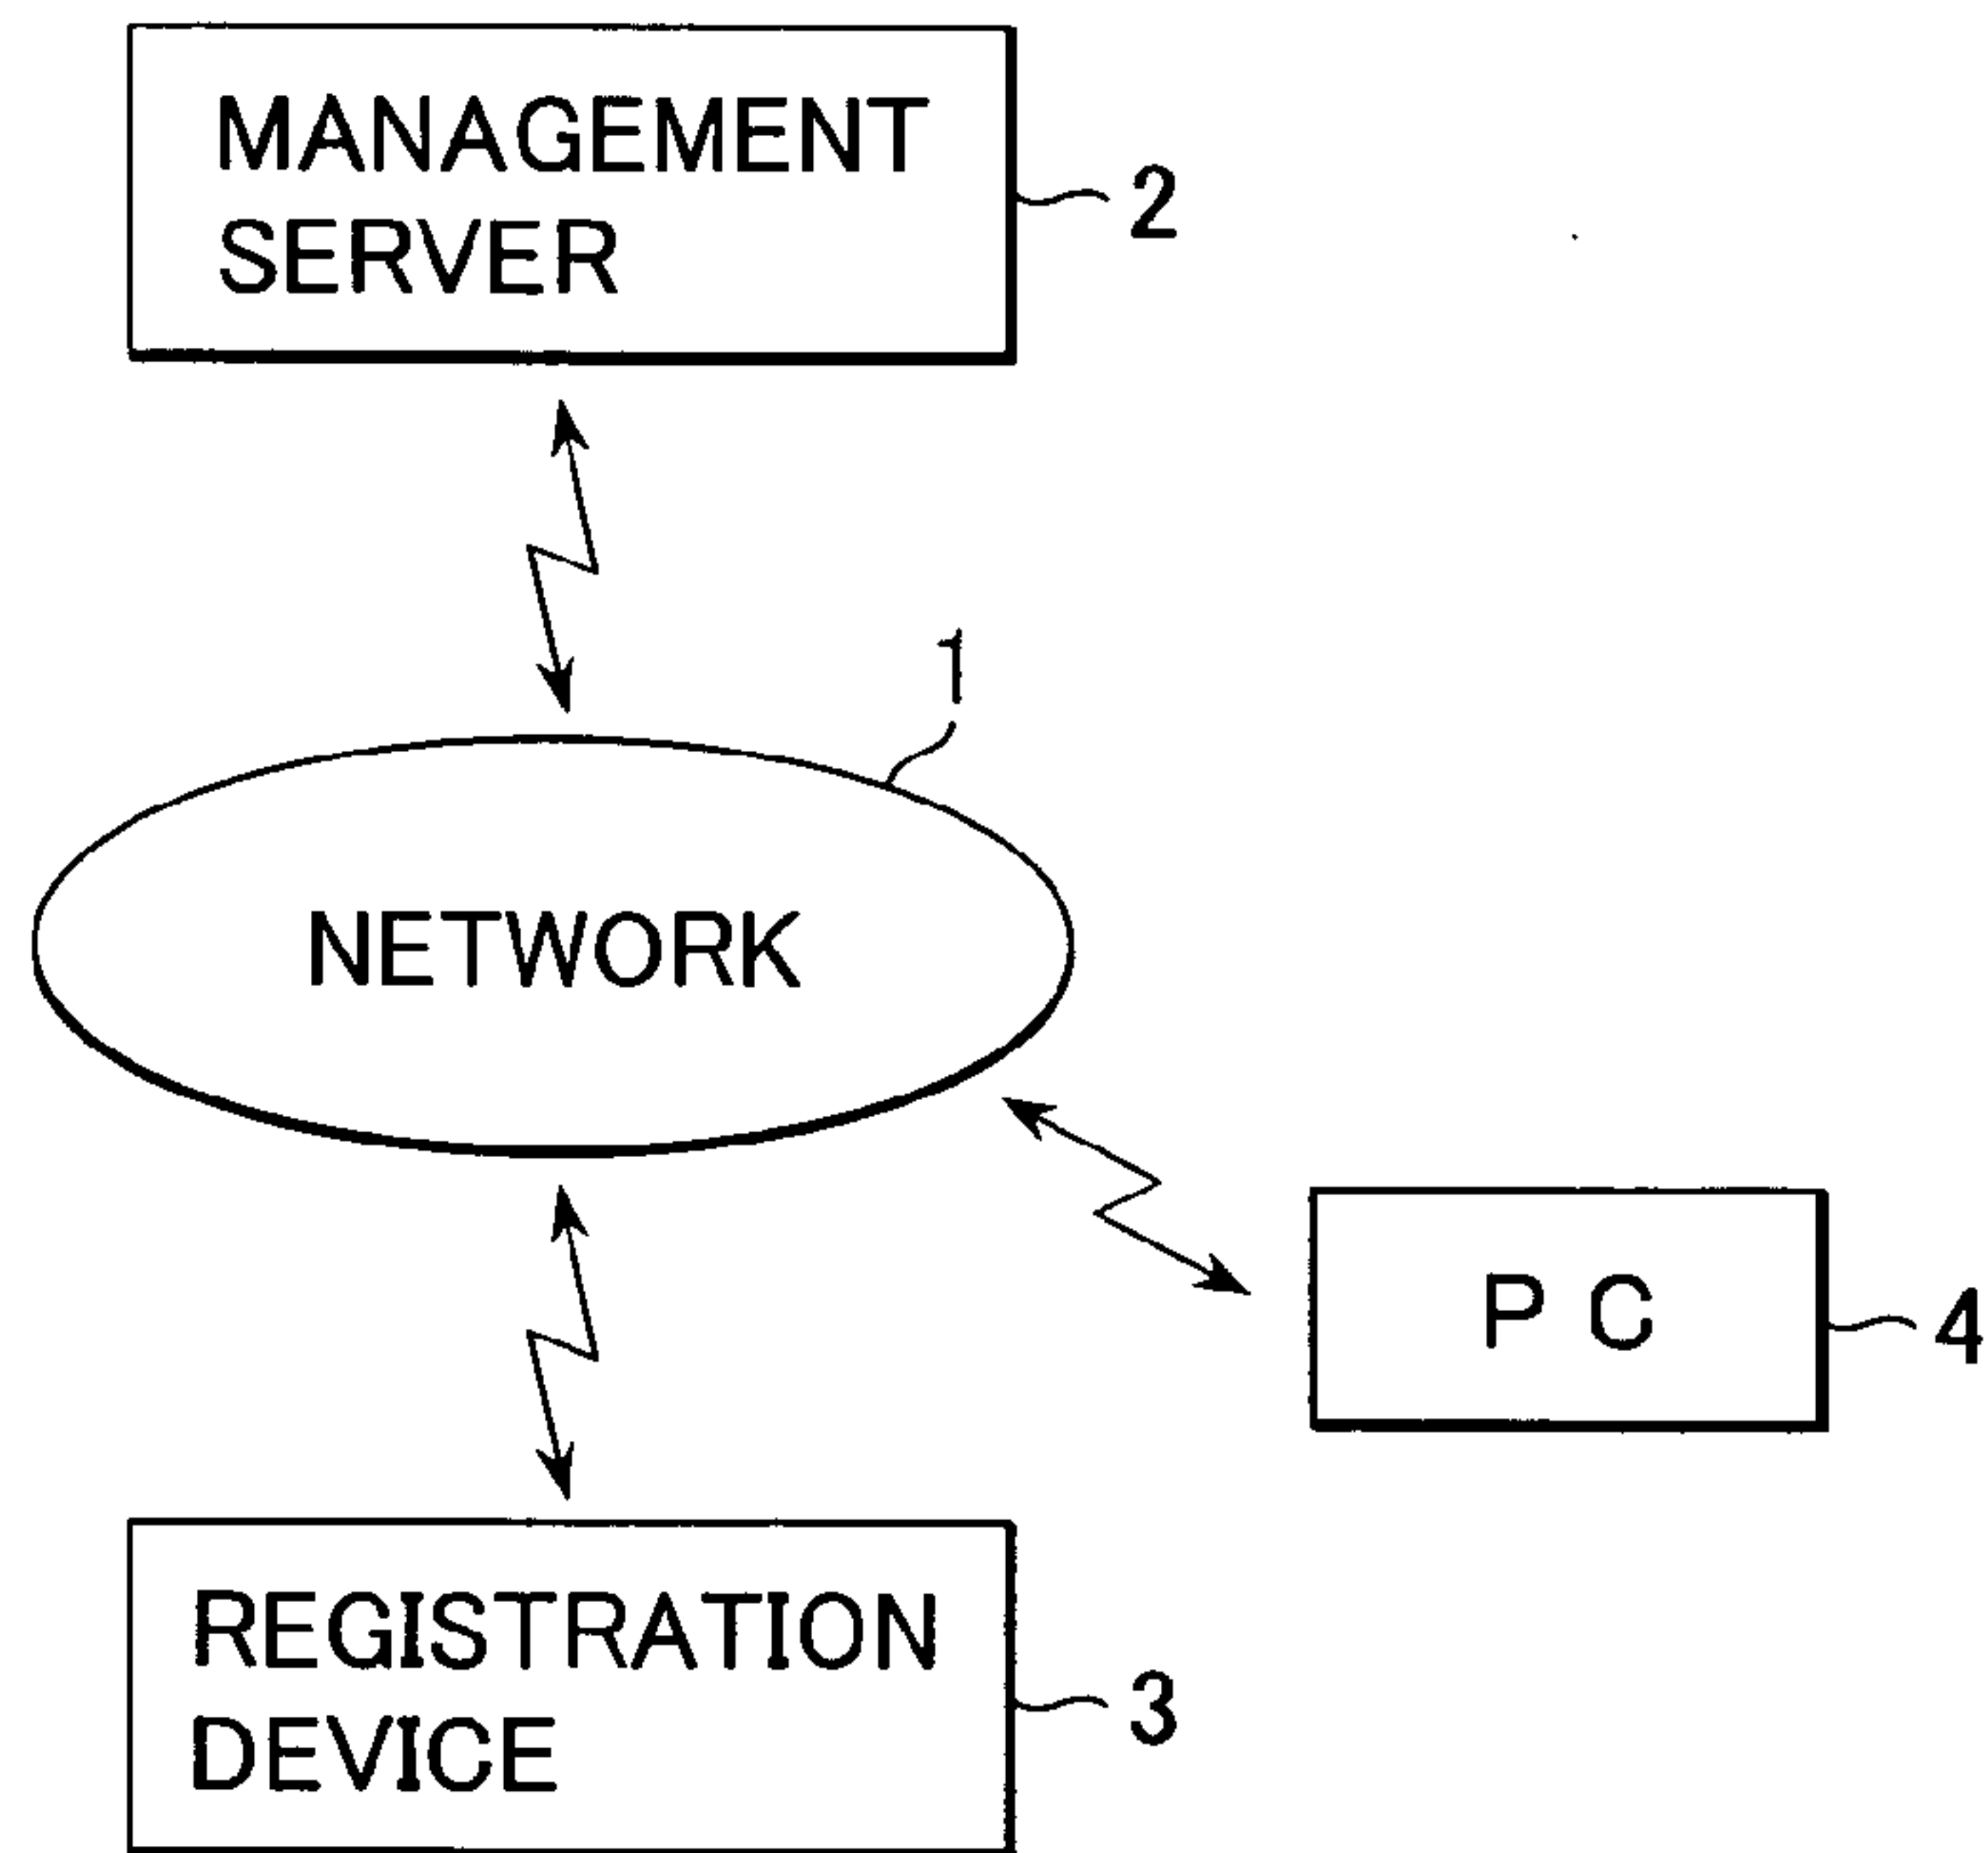 MANAGEMENT
SERVER
2
1
NETWORK
P C
4
REGISTRATION
DEVICE
3